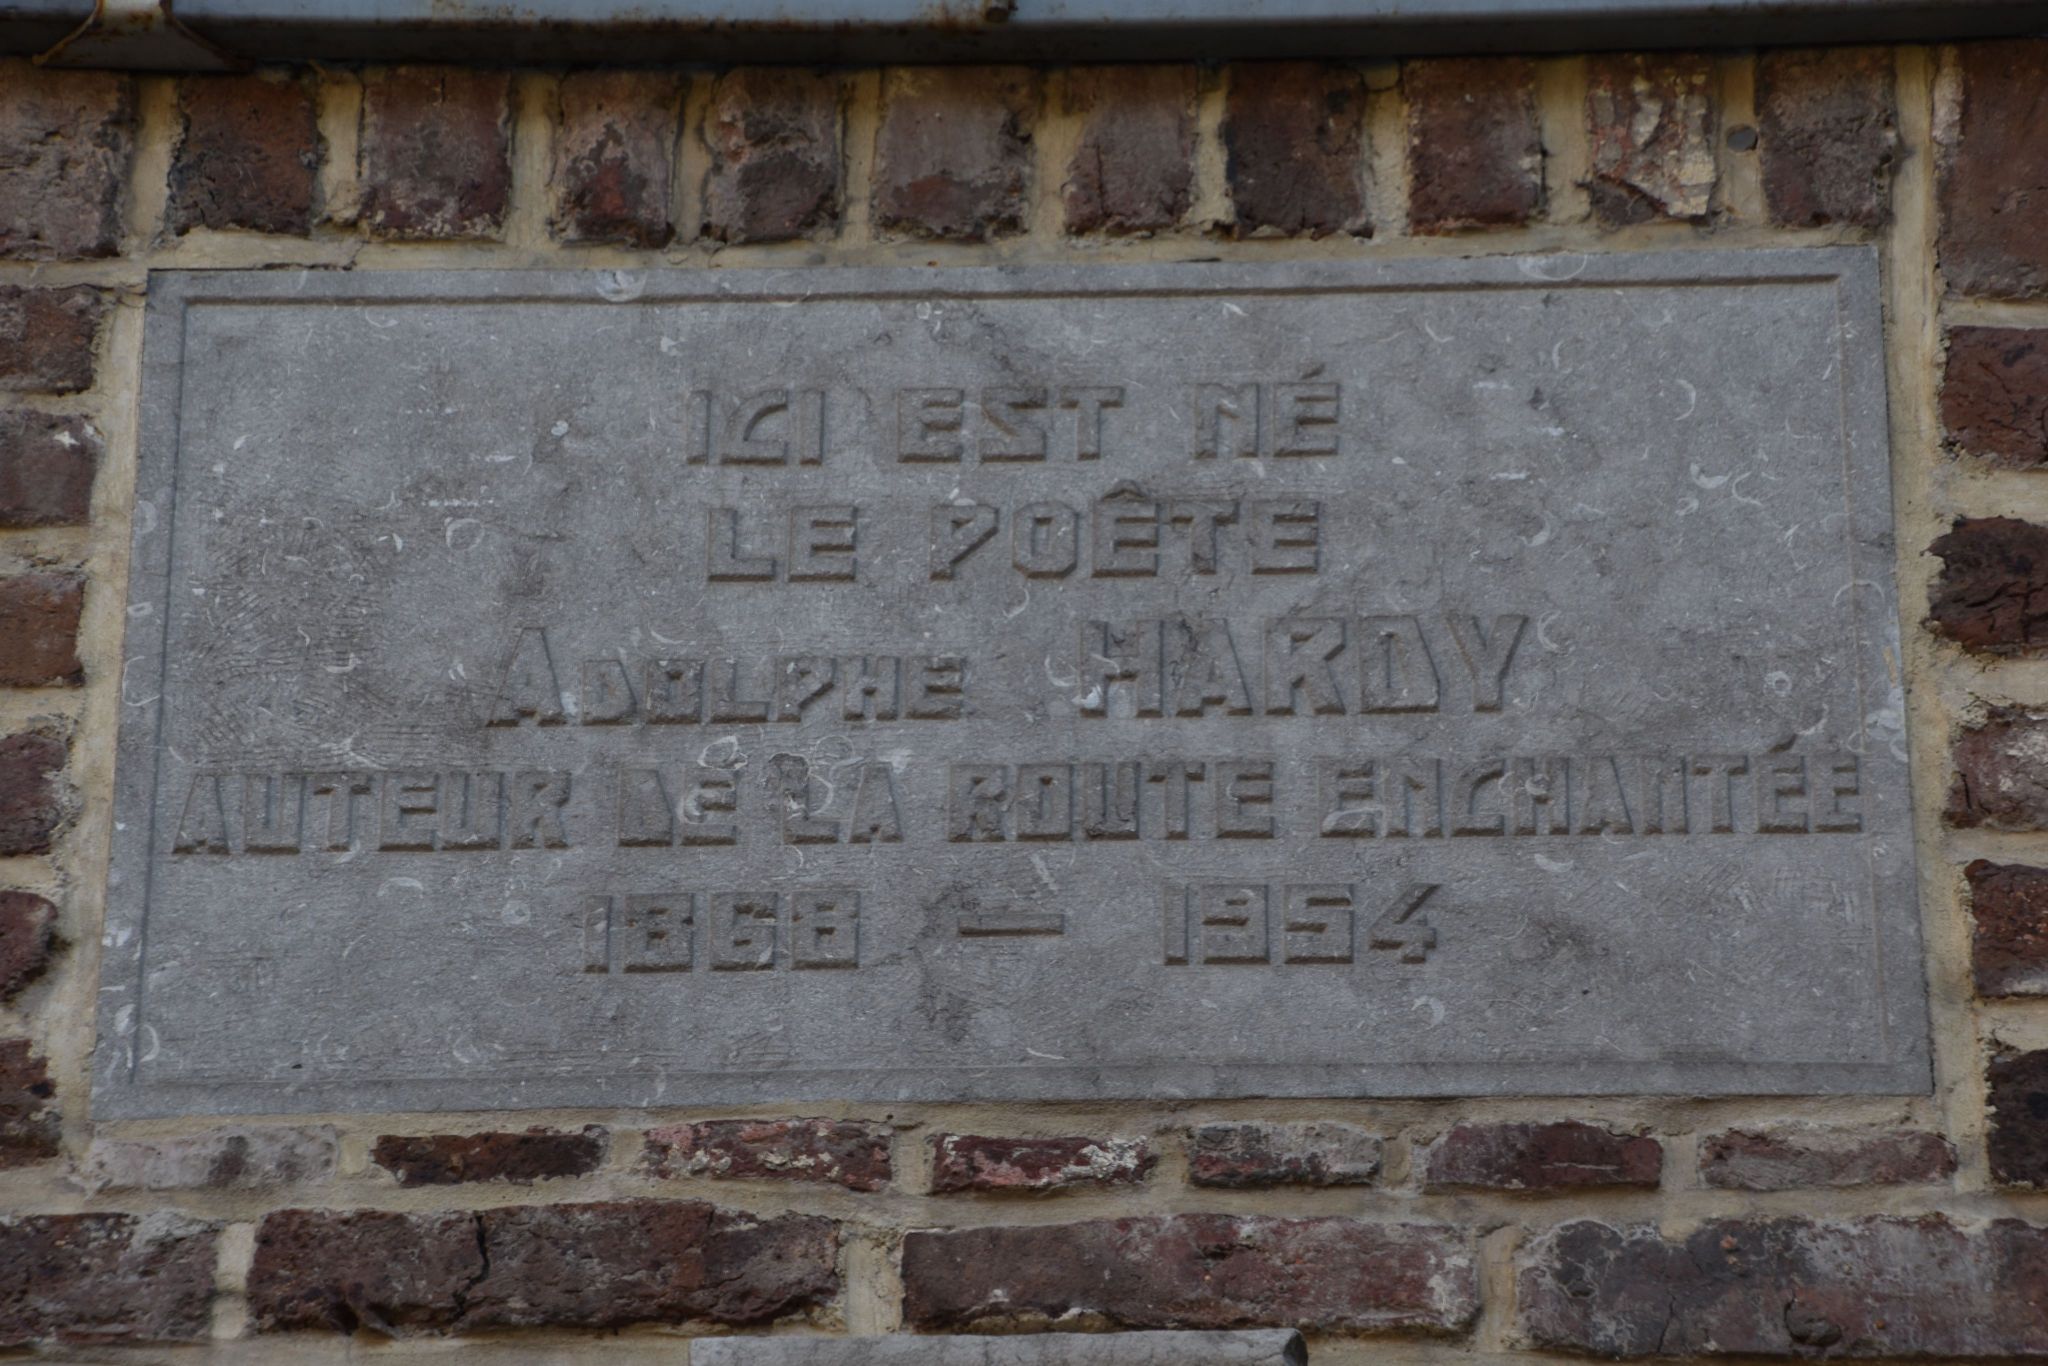 ICI EST NÉ
LE POÊTE
ADOLPHE HARDY
AUTEUR DE LA ROUTE ENCHANTÉE
1868 — 1954